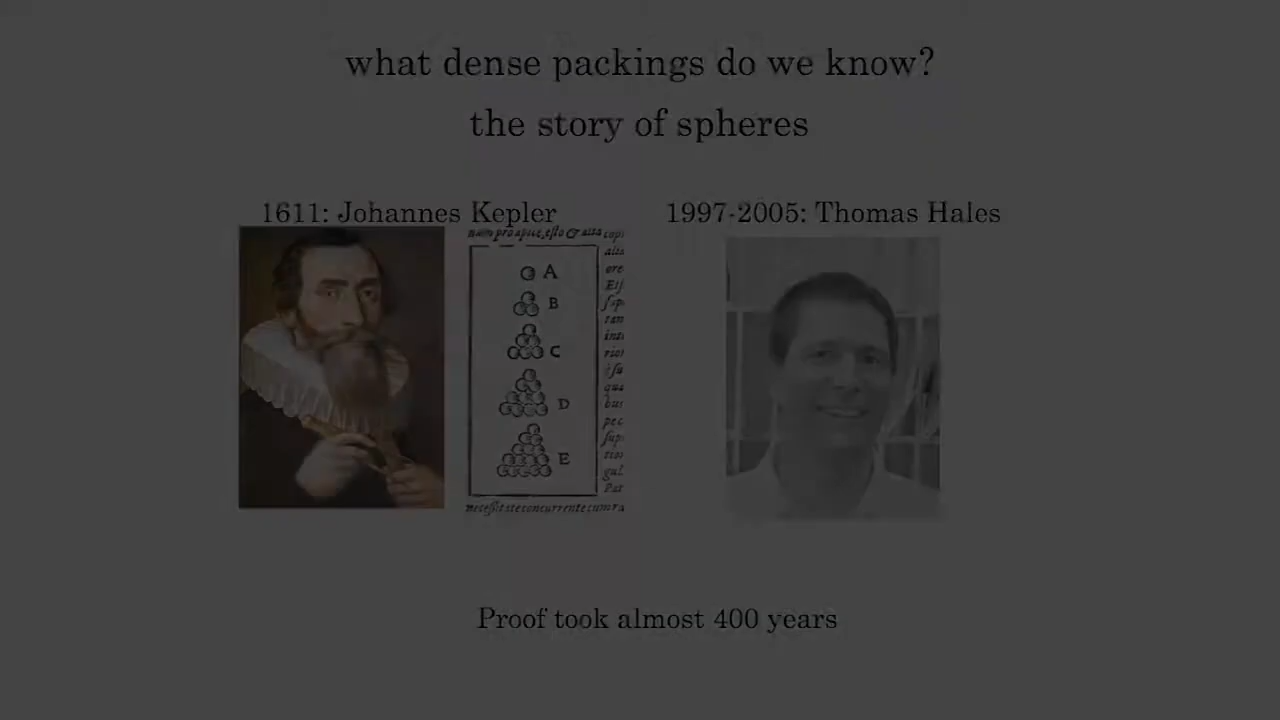 what dense packings do we know?
the story of spheres
1611: Johannes Kepler
1997-2005: Thomas Hales
A
B
C
D
E
Proof took almost 400 years